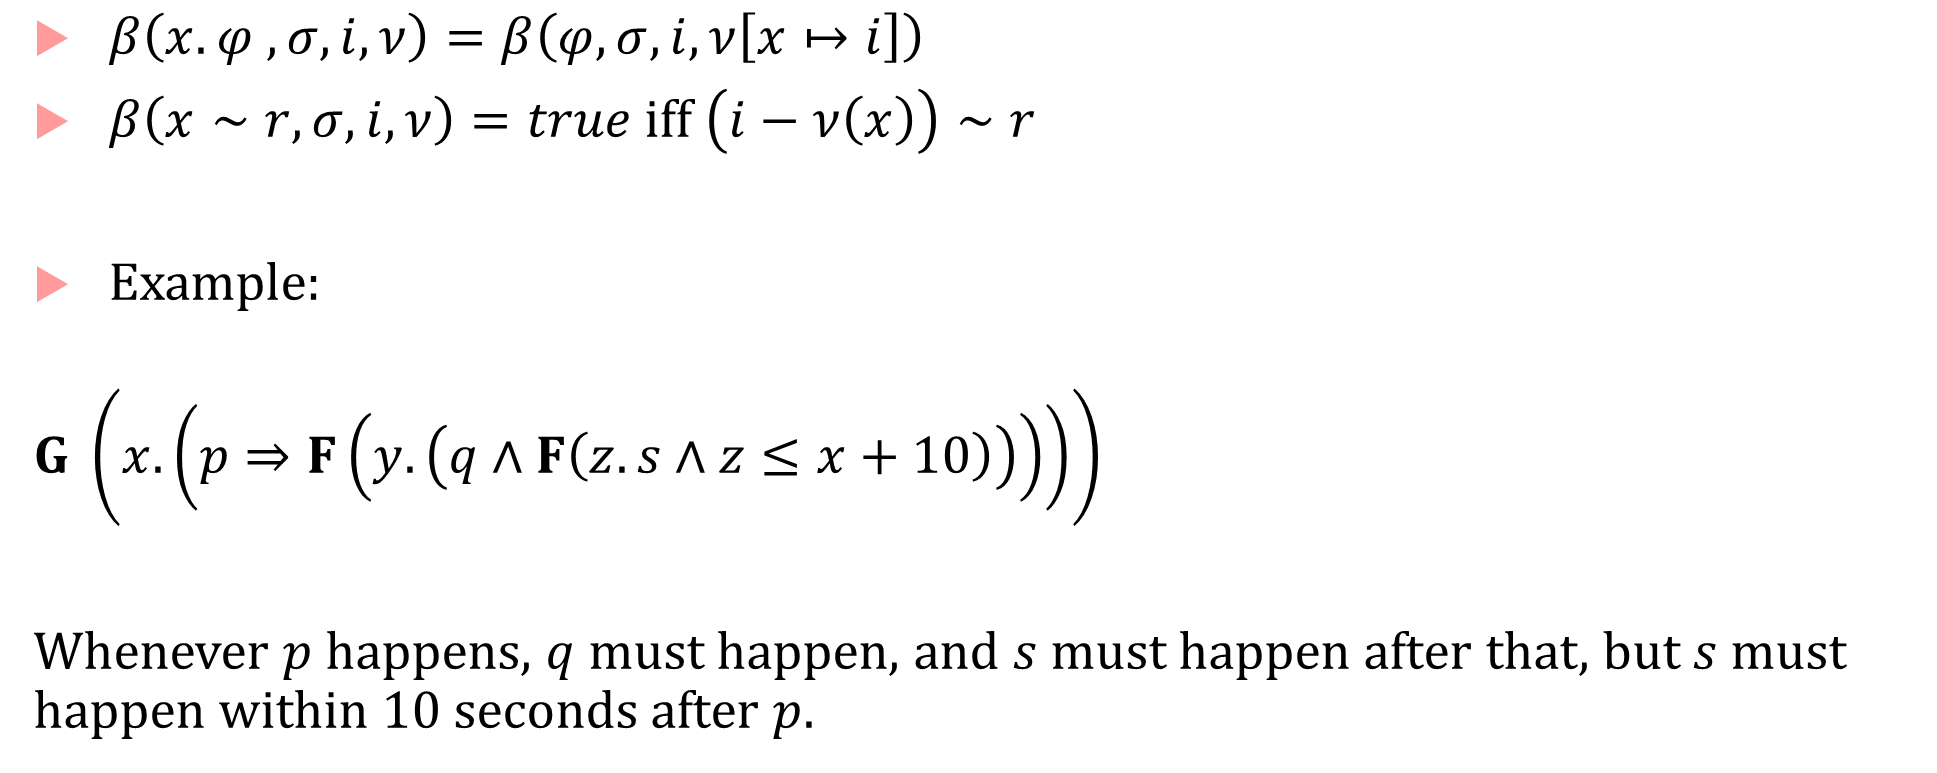 ▶ 𝛽(𝑥. 𝜑 , 𝜎, 𝑖, 𝜈) = 𝛽(𝜑, 𝜎, 𝑖, 𝜈[𝑥 ↦ 𝑖])
▶ 𝛽(𝑥 ~ 𝑟, 𝜎, 𝑖, 𝜈) = 𝑡𝑟𝑢𝑒 iff (𝑖 − 𝜈(𝑥)) ~ 𝑟
▶ Example:
𝐆 (𝑥. (𝑝 ⇒ 𝐅 (𝑦. (𝑞 ∧ 𝐅(𝑧. 𝑠 ∧ 𝑧 ≤ 𝑥 + 10)))))
Whenever 𝑝 happens, 𝑞 must happen, and 𝑠 must happen after that, but 𝑠 must
happen within 10 seconds after 𝑝.